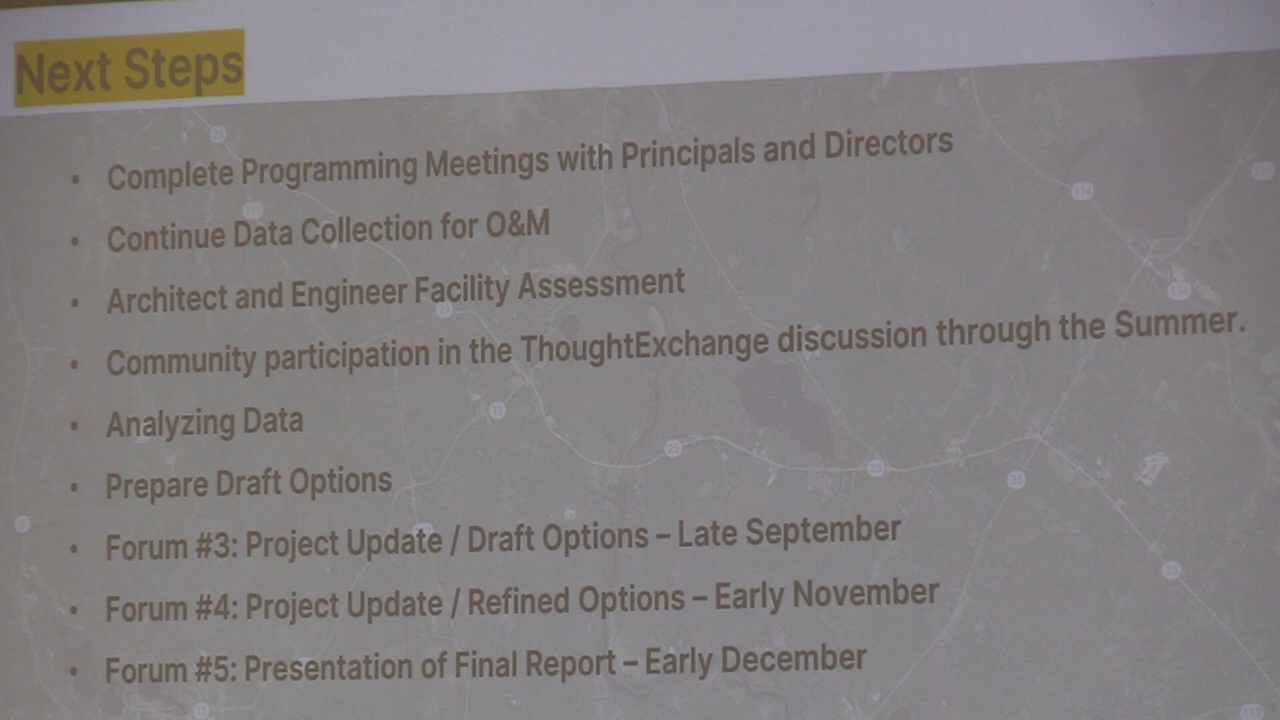 Next Steps
• Complete Programming Meetings with Principals and Directors
• Continue Data Collection for O&M
• Architect and Engineer Facility Assessment
• Community participation in the ThoughtExchange discussion through the Summer.
• Analyzing Data
• Prepare Draft Options
• Forum #3: Project Update / Draft Options – Late September
• Forum #4: Project Update / Refined Options – Early November
• Forum #5: Presentation of Final Report – Early December